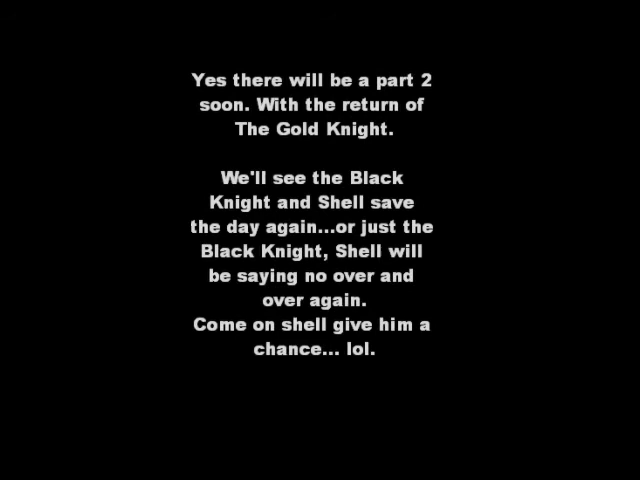 Yes there will be a part 2
soon. With the return of
The Gold Knight.
We'll see the Black
Knight and Shell save
the day again...or just the
Black Knight, Shell will
be saying no over and
over again.
Come on shell give him a
chance... lol.